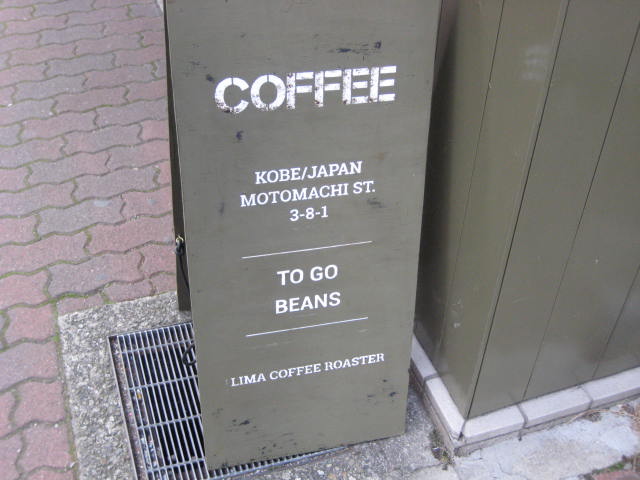 COFFEE
KOBE/JAPAN
MOTOMACHI ST.
3-8-1
TO GO
BEANS
LIMA COFFEE ROASTER